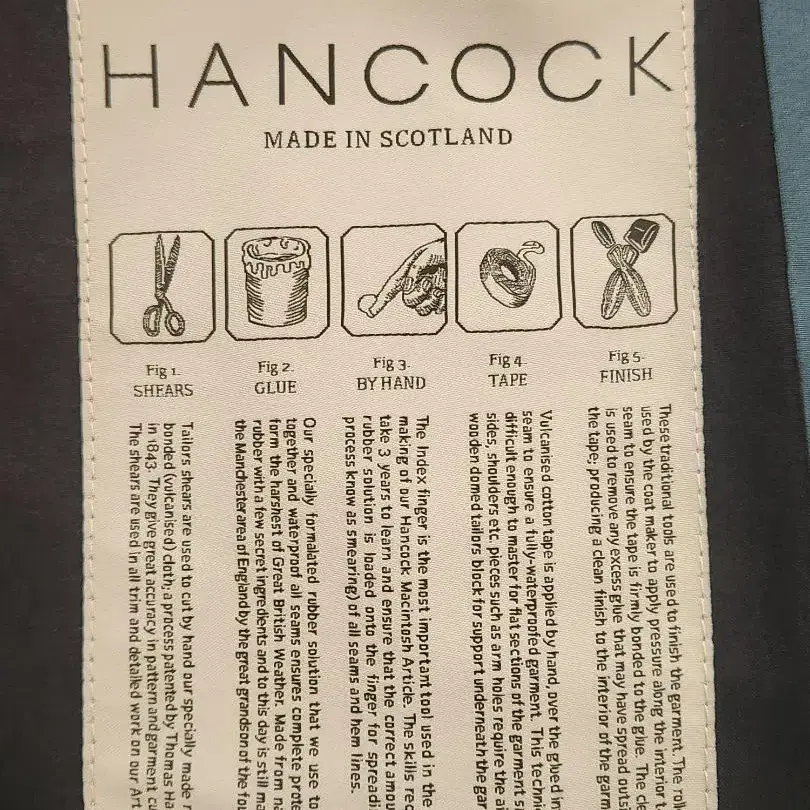 HANCOCK
MADE IN SCOTLAND
Fig 1.
SHEARS
Fig 2.
GLUE
Fig 3.
BY HAND
Fig 4
TAPE
Fig 5.
FINISH
Tailors shears are used to cut by hand our specially made
bonded (vulcanised) cloth; a process patented by Thomas
in 1843. They give great accuracy in pattern and garment
The shears are used in all trim and detailed work on our
Our specially formalated rubber solution that we use to
together and waterproof all seams ensures complete
form the harshest of Great British Weather. Made from
rubber with a few secret ingredients and to this day is still
the Manchester area of England by the great grandson of the
The Index finger is the most important tool used in the
making of our Hancock Macintosh Article. The skills
take 3 years to learn and ensure that the correct
rubber solution is loaded onto the finger for
process know as smearing) of all seams and hem lines.
Vulcanised cotton tape is applied by hand, over the glued
seam to ensure a fully-waterproofed garment. This
difficult enough to master for flat sections of the garment
sides, shoulders etc. pieces such as arm holes require the
wooden domed tailors block for support underneath the
These traditional tools are used to finish the garment. The
used by the coat maker to apply pressure along the interior
seam to ensure the tape is firmly bonded to the glue. The
is used to remove any excess glue that may have spread
the tape; producing a clean finish to the interior of the